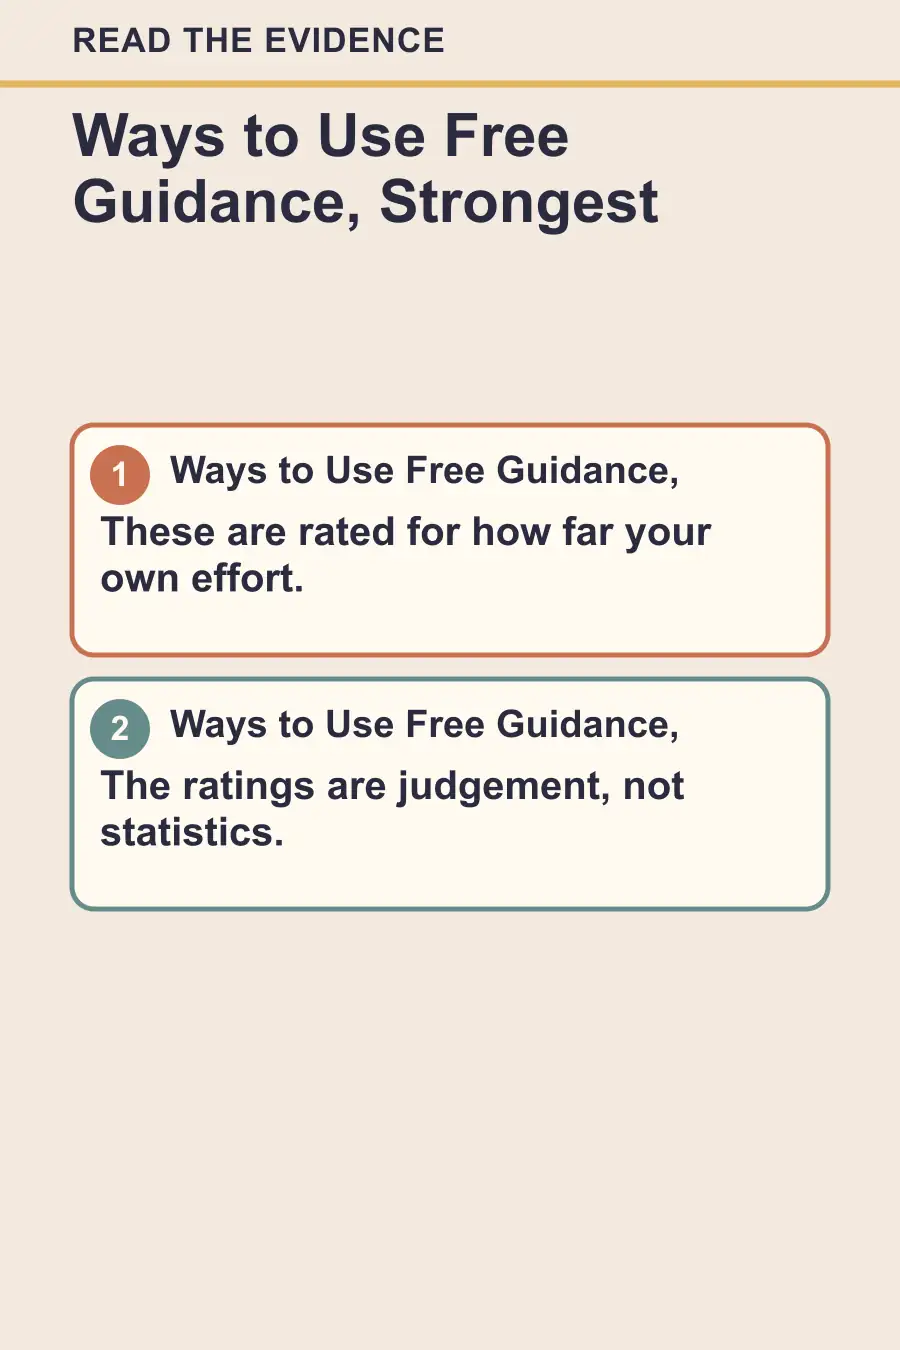 READ THE EVIDENCE
Ways to Use Free
Guidance, Strongest
1 Ways to Use Free Guidance,
These are rated for how far your
own effort.
2 Ways to Use Free Guidance,
The ratings are judgement, not
statistics.